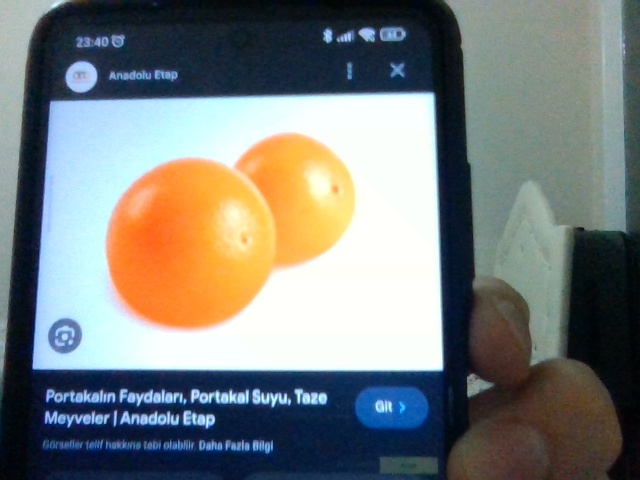 23:40
Anadolu Etap
Portakalın Faydaları, Portakal Suyu, Taze
Meyveler | Anadolu Etap
Git >
Görseller telif hakkına tabi olabilir. Daha Fazla Bilgi